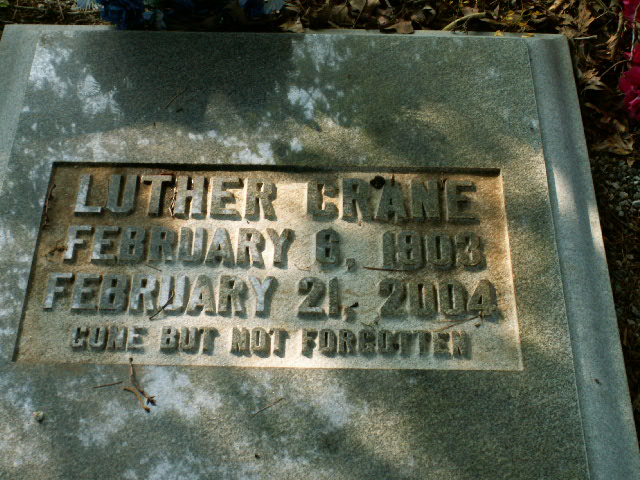 LUTHER CRANE
FEBRUARY 6, 1903
FEBRUARY 21, 2004
GONE BUT NOT FORGOTTEN